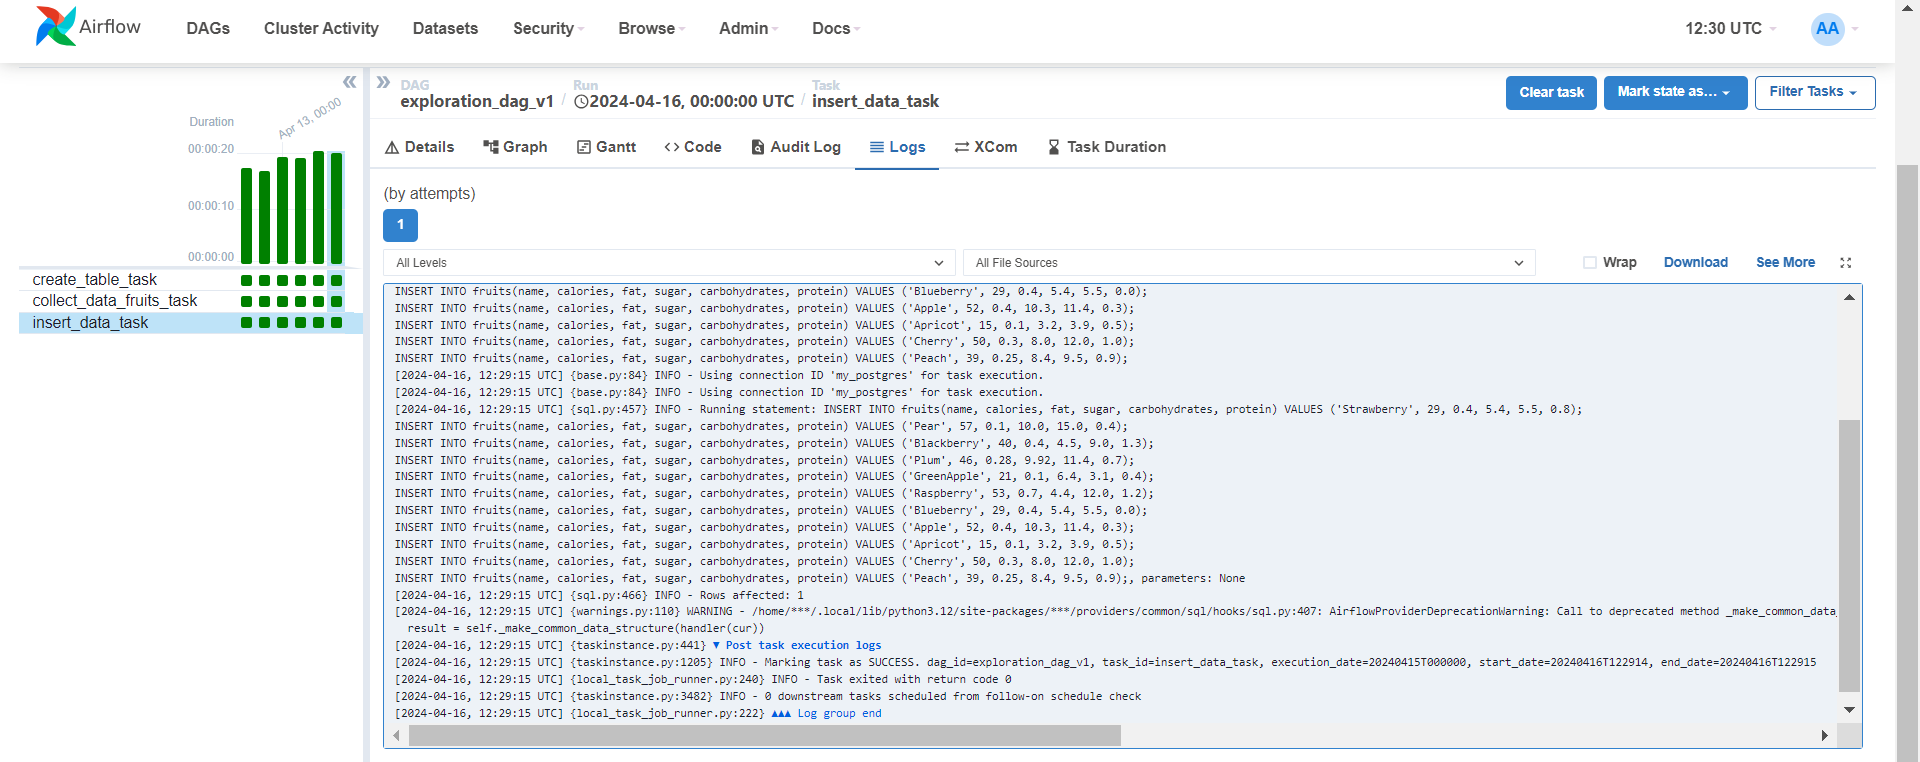 Airflow
DAGs
Cluster Activity
Datasets
Security
Browse
Admin
Docs
12:30 UTC
AA
Duration
Apr 13, 00:00
00:00:20
00:00:10
00:00:00
create_table_task
collect_data_fruits_task
insert_data_task
DAG
exploration_dag_v1
/
Run
2024-04-16, 00:00:00 UTC
/
Task
insert_data_task
Clear task
Mark state as...
Filter Tasks
Details
Graph
Gantt
Code
Audit Log
Logs
XCom
Task Duration
(by attempts)
1
All Levels
All File Sources
Wrap
Download
See More
INSERT INTO fruits(name, calories, fat, sugar, carbohydrates, protein) VALUES ('Blueberry', 29, 0.4, 5.4, 5.5, 0.0);
INSERT INTO fruits(name, calories, fat, sugar, carbohydrates, protein) VALUES ('Apple', 52, 0.4, 10.3, 11.4, 0.3);
INSERT INTO fruits(name, calories, fat, sugar, carbohydrates, protein) VALUES ('Apricot', 15, 0.1, 3.2, 3.9, 0.5);
INSERT INTO fruits(name, calories, fat, sugar, carbohydrates, protein) VALUES ('Cherry', 50, 0.3, 8.0, 12.0, 1.0);
INSERT INTO fruits(name, calories, fat, sugar, carbohydrates, protein) VALUES ('Peach', 39, 0.25, 8.4, 9.5, 0.9);
[2024-04-16, 12:29:15 UTC] {base.py:84} INFO - Using connection ID 'my_postgres' for task execution.
[2024-04-16, 12:29:15 UTC] {base.py:84} INFO - Using connection ID 'my_postgres' for task execution.
[2024-04-16, 12:29:15 UTC] {sql.py:457} INFO - Running statement: INSERT INTO fruits(name, calories, fat, sugar, carbohydrates, protein) VALUES ('Strawberry', 29, 0.4, 5.4, 5.5, 0.8);
INSERT INTO fruits(name, calories, fat, sugar, carbohydrates, protein) VALUES ('Pear', 57, 0.1, 10.0, 15.0, 0.4);
INSERT INTO fruits(name, calories, fat, sugar, carbohydrates, protein) VALUES ('Blackberry', 40, 0.4, 4.5, 9.0, 1.3);
INSERT INTO fruits(name, calories, fat, sugar, carbohydrates, protein) VALUES ('Plum', 46, 0.28, 9.92, 11.4, 0.7);
INSERT INTO fruits(name, calories, fat, sugar, carbohydrates, protein) VALUES ('GreenApple', 21, 0.1, 6.4, 3.1, 0.4);
INSERT INTO fruits(name, calories, fat, sugar, carbohydrates, protein) VALUES ('Raspberry', 53, 0.7, 4.4, 12.0, 1.2);
INSERT INTO fruits(name, calories, fat, sugar, carbohydrates, protein) VALUES ('Blueberry', 29, 0.4, 5.4, 5.5, 0.0);
INSERT INTO fruits(name, calories, fat, sugar, carbohydrates, protein) VALUES ('Apple', 52, 0.4, 10.3, 11.4, 0.3);
INSERT INTO fruits(name, calories, fat, sugar, carbohydrates, protein) VALUES ('Apricot', 15, 0.1, 3.2, 3.9, 0.5);
INSERT INTO fruits(name, calories, fat, sugar, carbohydrates, protein) VALUES ('Cherry', 50, 0.3, 8.0, 12.0, 1.0);
INSERT INTO fruits(name, calories, fat, sugar, carbohydrates, protein) VALUES ('Peach', 39, 0.25, 8.4, 9.5, 0.9);, parameters: None
[2024-04-16, 12:29:15 UTC] {sql.py:466} INFO - Rows affected: 1
[2024-04-16, 12:29:15 UTC] {warnings.py:110} WARNING - /home/***/.local/lib/python3.12/site-packages/***/providers/common/sql/hooks/sql.py:407: AirflowProviderDeprecationWarning: Call to deprecated method _make_common_data_
result = self._make_common_data_structure(handler(cur))
[2024-04-16, 12:29:15 UTC] {taskinstance.py:441} ▼ Post task execution logs
[2024-04-16, 12:29:15 UTC] {taskinstance.py:1205} INFO - Marking task as SUCCESS. dag_id=exploration_dag_v1, task_id=insert_data_task, execution_date=20240415T000000, start_date=20240416T122914, end_date=20240416T122915
[2024-04-16, 12:29:15 UTC] {local_task_job_runner.py:240} INFO - Task exited with return code 0
[2024-04-16, 12:29:15 UTC] {taskinstance.py:3482} INFO - 0 downstream tasks scheduled from follow-on schedule check
[2024-04-16, 12:29:15 UTC] {local_task_job_runner.py:222} ▲▲▲ Log group end